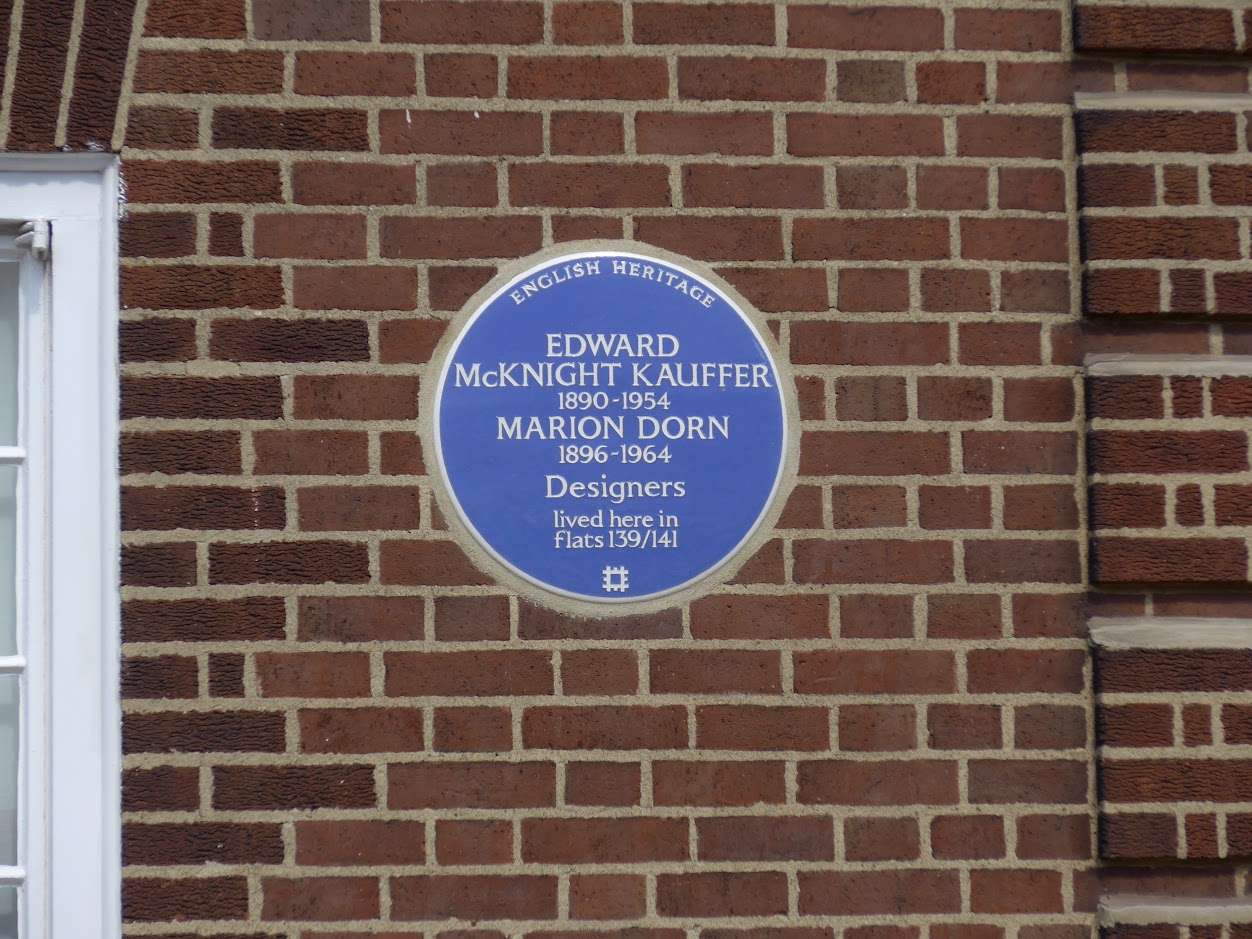 ENGLISH HERITAGE
EDWARD
McKNIGHT KAUFFER
1890-1954
MARION DORN
1896-1964
Designers
lived here in
flats 139/141